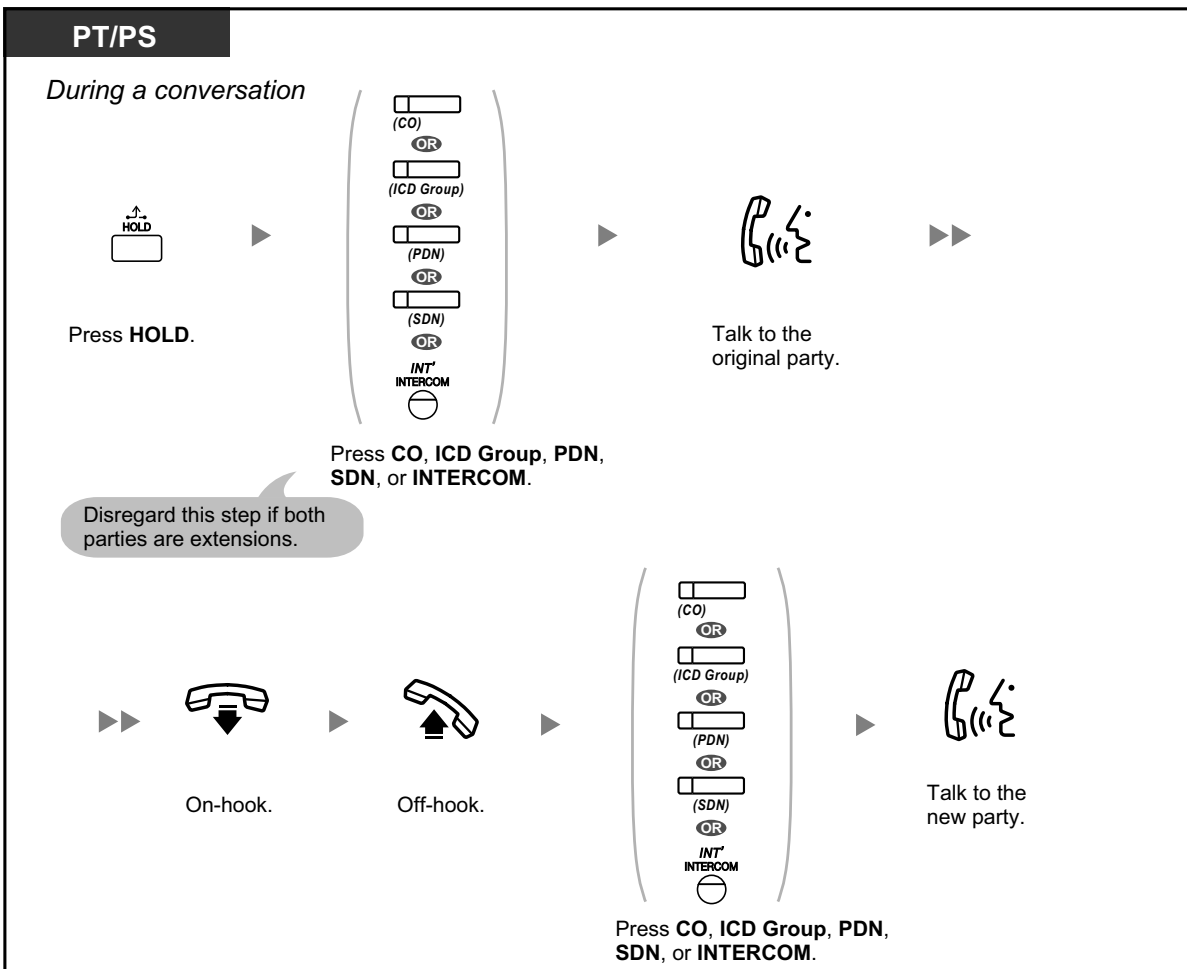 PT/PS
During a conversation
HOLD
Press HOLD.
(CO)
OR
(ICD Group)
OR
(PDN)
OR
(SDN)
OR
INT'
INTERCOM
Press CO, ICD Group, PDN,
SDN, or INTERCOM.
Disregard this step if both
parties are extensions.
Talk to the
original party.
On-hook.
Off-hook.
(CO)
OR
(ICD Group)
OR
(PDN)
OR
(SDN)
OR
INT'
INTERCOM
Press CO, ICD Group, PDN,
SDN, or INTERCOM.
Talk to the
new party.